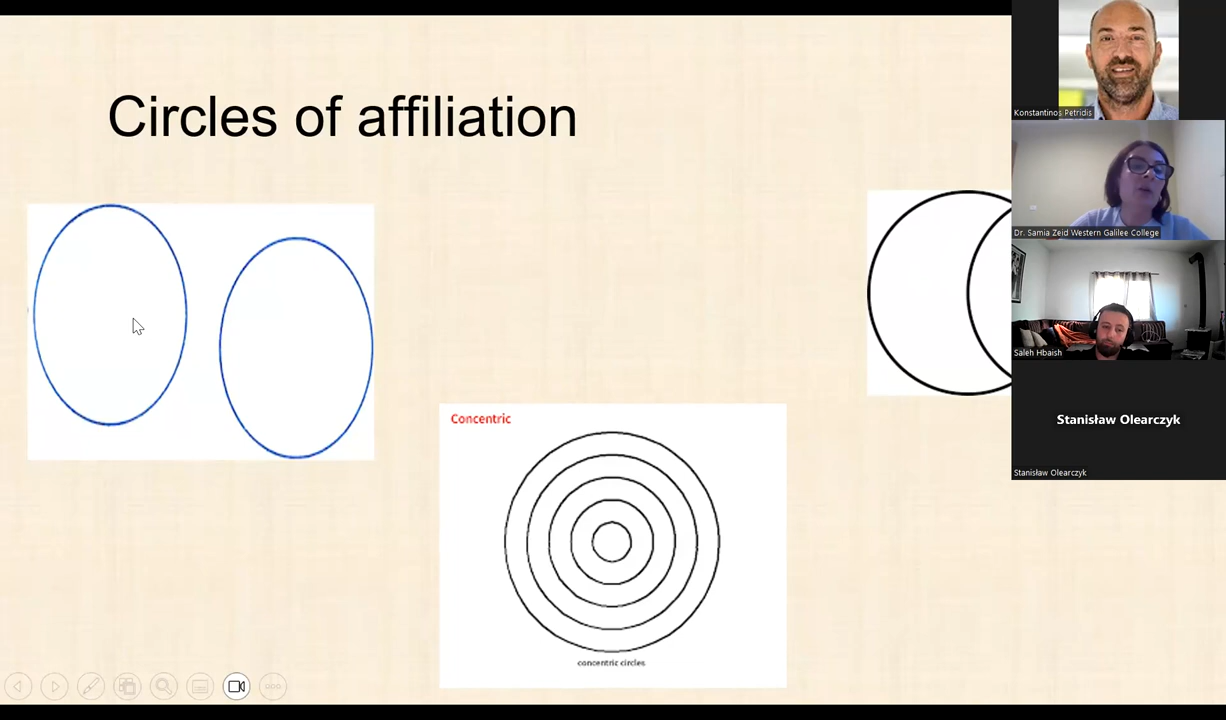 Circles of affiliation
Concentric
concentric circles
Konstantinos Petridis
Dr. Samia Zeid Western Galilee College
Saleh Hbaish
Stanisław Olearczyk
Stanisław Olearczyk